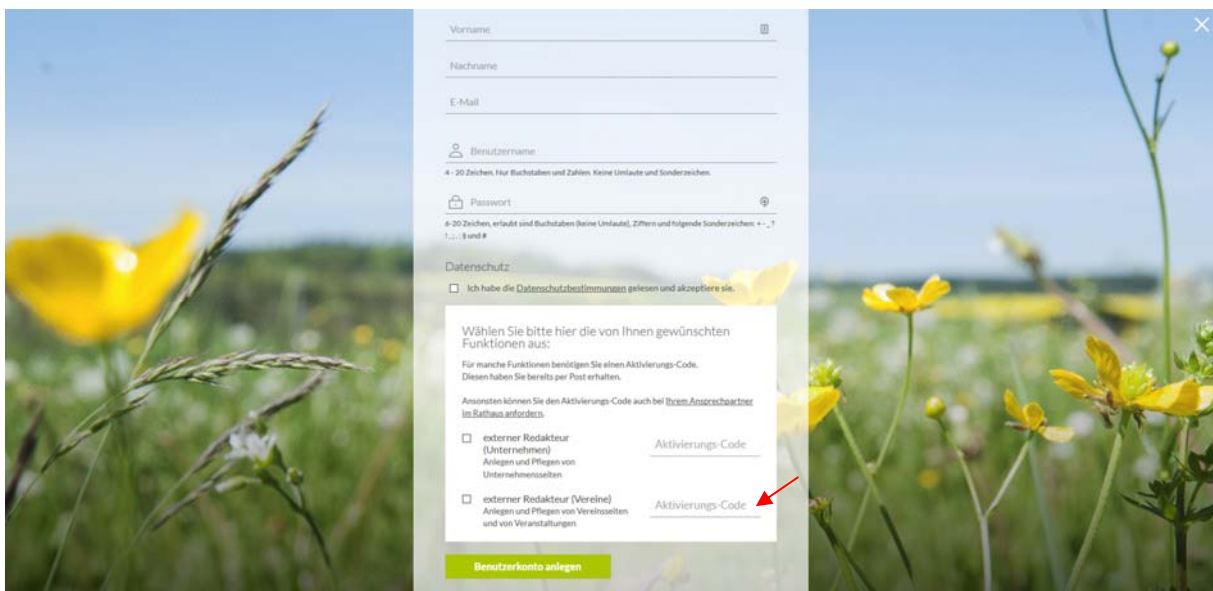 Vorname
Nachname
E-Mail
Benutzername
4 - 20 Zeichen. Nur Buchstaben und Zahlen. Keine Umlaute und Sonderzeichen.
Passwort
6-20 Zeichen, erlaubt sind Buchstaben (keine Umlaute), Ziffern und folgende Sonderzeichen: + - _ ?
! , ; . : $ und #
Datenschutz
Ich habe die Datenschutzbestimmungen gelesen und akzeptiere sie.
Wählen Sie bitte hier die von Ihnen gewünschten
Funktionen aus:
Für manche Funktionen benötigen Sie einen Aktivierungs-Code.
Diesen haben Sie bereits per Post erhalten.
Ansonsten können Sie den Aktivierungs-Code auch bei Ihrem Ansprechpartner
im Rathaus anfordern.
externer Redakteur
(Unternehmen)
Anlegen und Pflegen von
Unternehmensseiten
Aktivierungs-Code
externer Redakteur (Vereine)
Anlegen und Pflegen von Vereinsseiten
und von Veranstaltungen
Aktivierungs-Code
Benutzerkonto anlegen